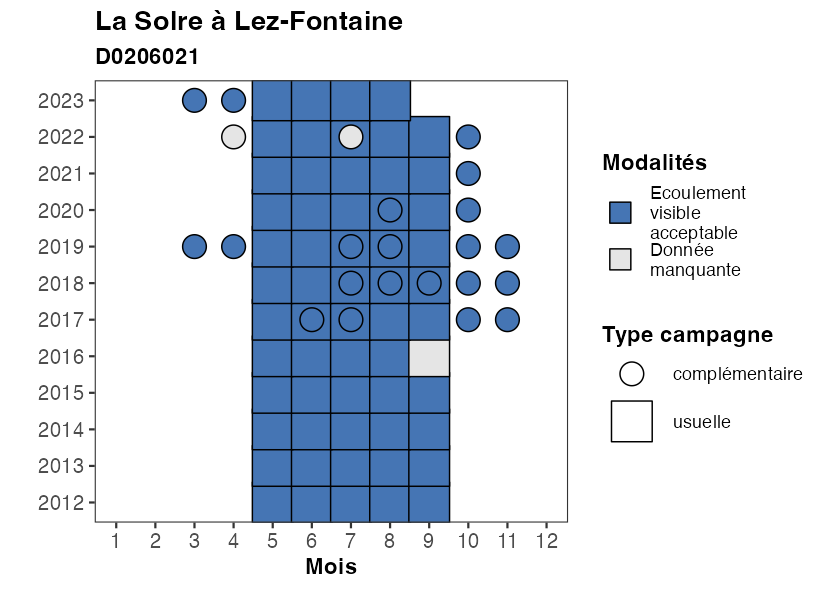 La Solre à Lez-Fontaine
D0206021
2023
2022
2021
2020
2019
2018
2017
2016
2015
2014
2013
2012
1 2 3 4 5 6 7 8 9 10 11 12
Mois
Modalités
Ecoulement
visible
acceptable
Donnée
manquante
Type campagne
complémentaire
usuelle